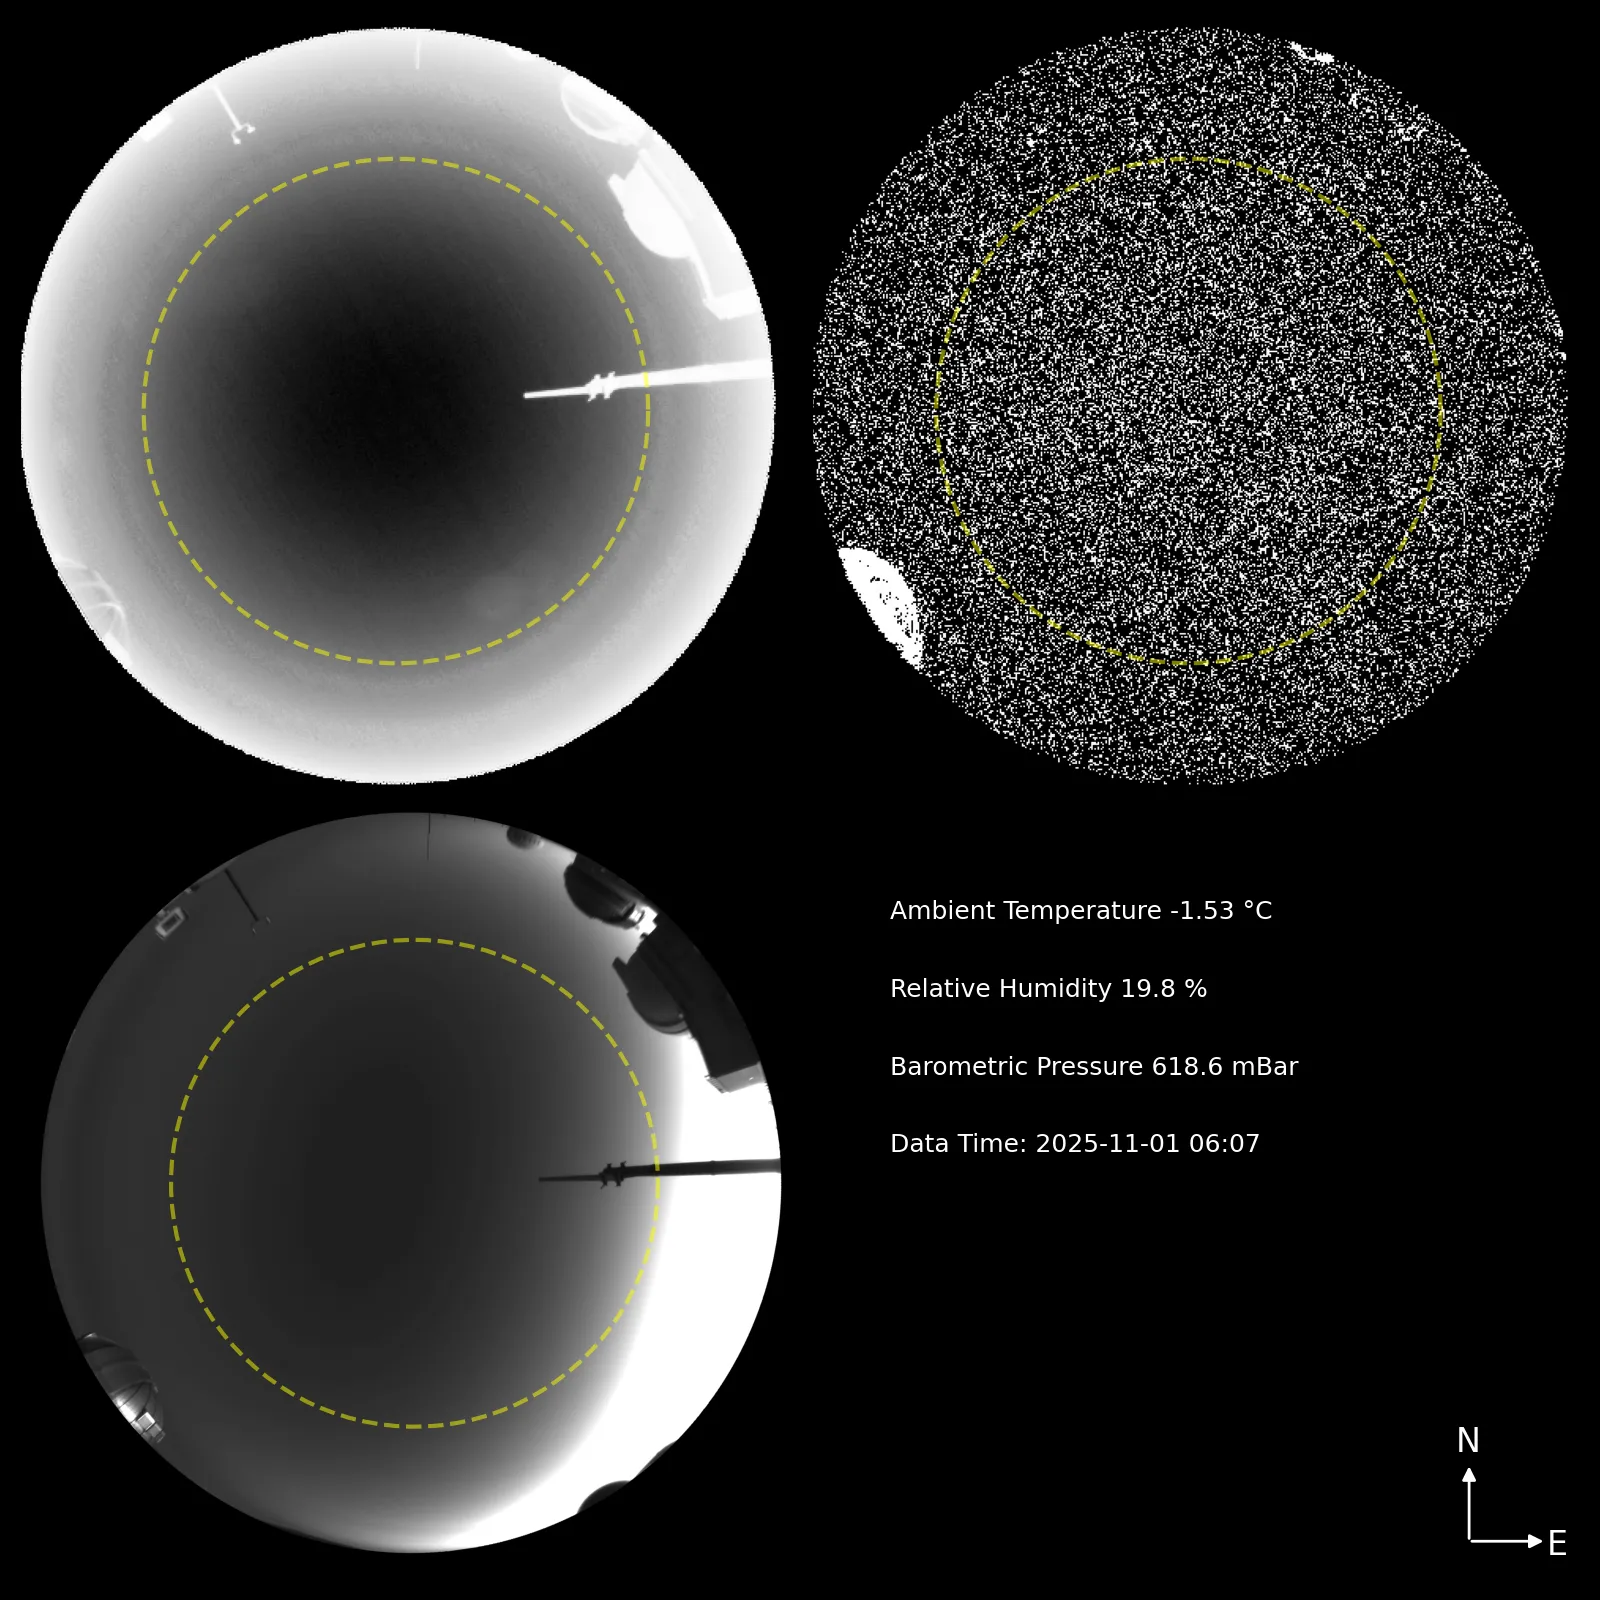 Ambient Temperature -1.53 °C
Relative Humidity 19.8 %
Barometric Pressure 618.6 mBar
Data Time: 2025-11-01 06:07
N
E